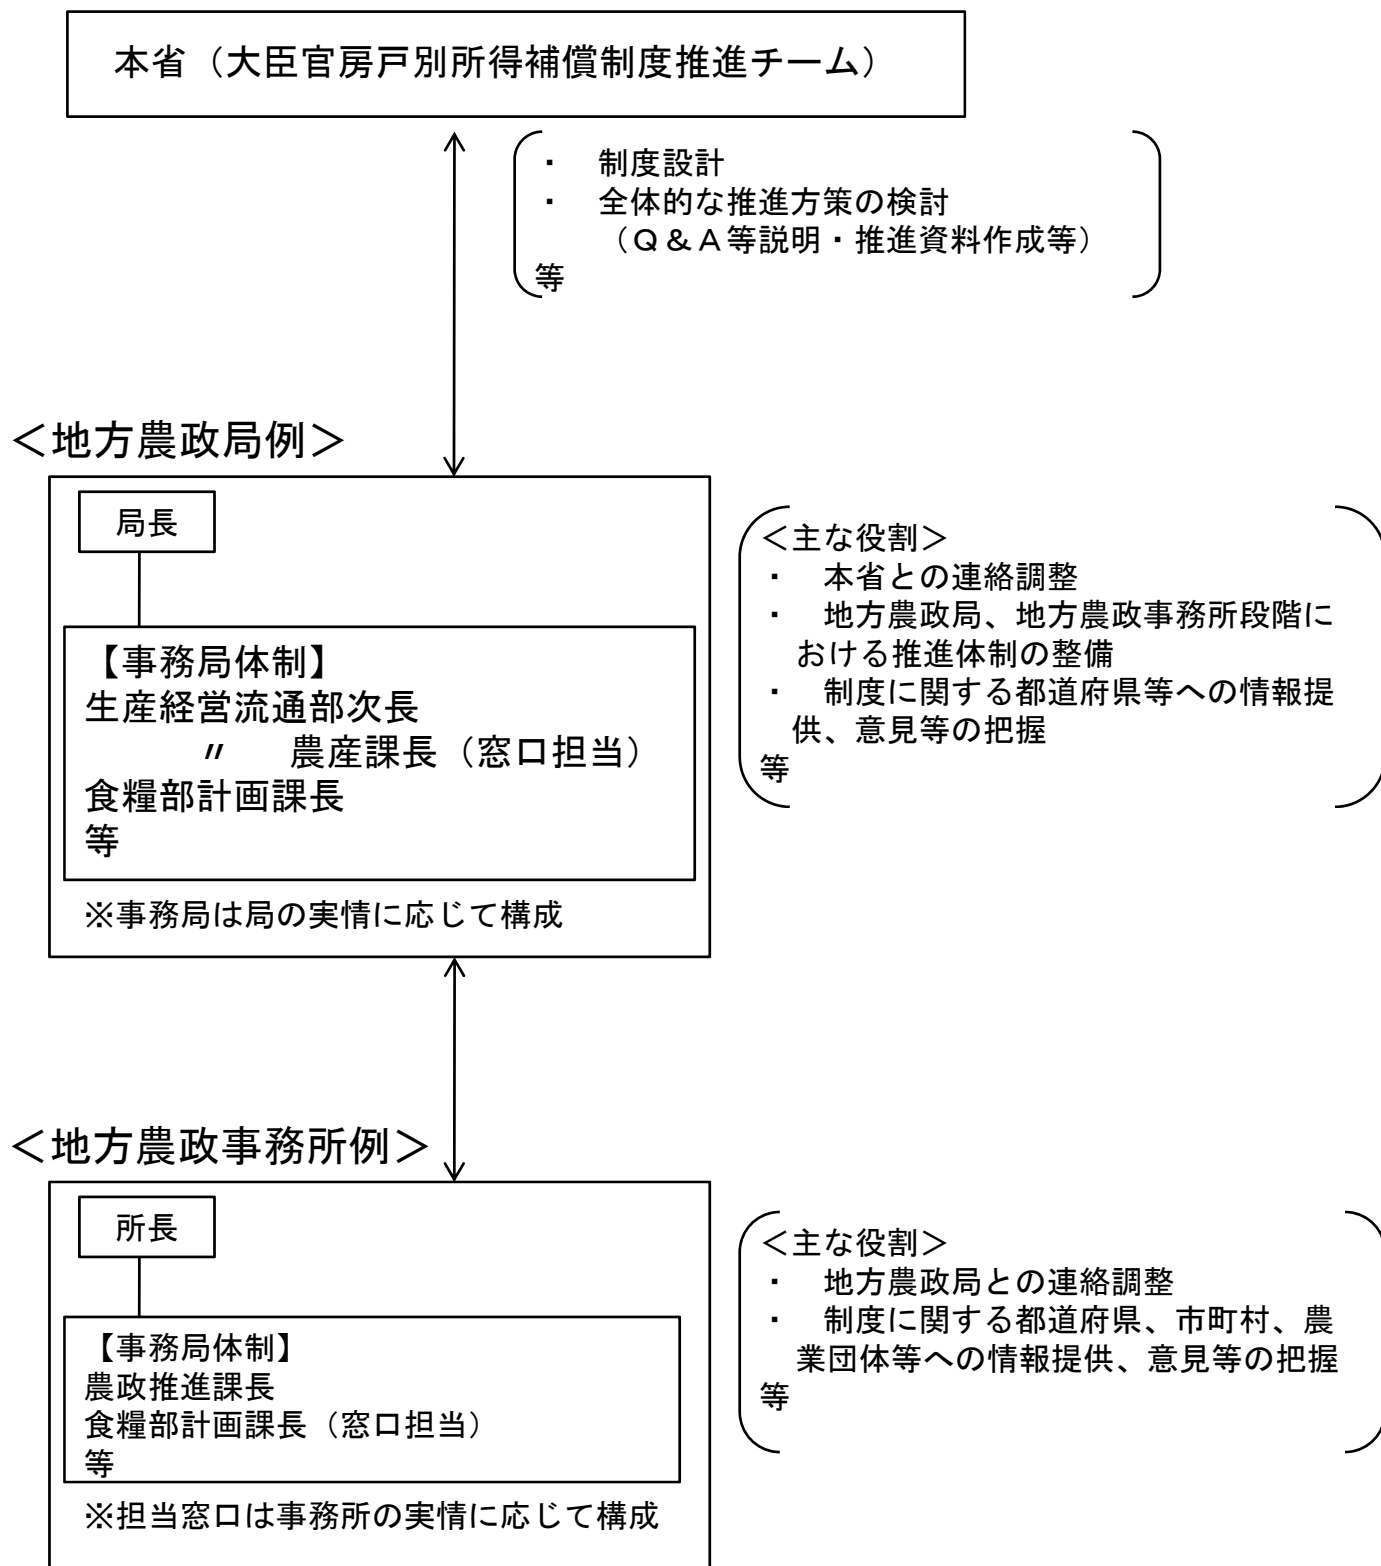 本省（大臣官房戸別所得補償制度推進チーム）
・　制度設計
・　全体的な推進方策の検討
（Ｑ＆Ａ等説明・推進資料作成等）
等
＜地方農政局例＞
局長
【事務局体制】
生産経営流通部次長
〃　農産課長（窓口担当）
食糧部計画課長
等
※事務局は局の実情に応じて構成
＜主な役割＞
・　本省との連絡調整
・　地方農政局、地方農政事務所段階に
おける推進体制の整備
・　制度に関する都道府県等への情報提
供、意見等の把握
等
＜地方農政事務所例＞
所長
【事務局体制】
農政推進課長
食糧部計画課長（窓口担当）
等
※担当窓口は事務所の実情に応じて構成
＜主な役割＞
・　地方農政局との連絡調整
・　制度に関する都道府県、市町村、農
業団体等への情報提供、意見等の把握
等